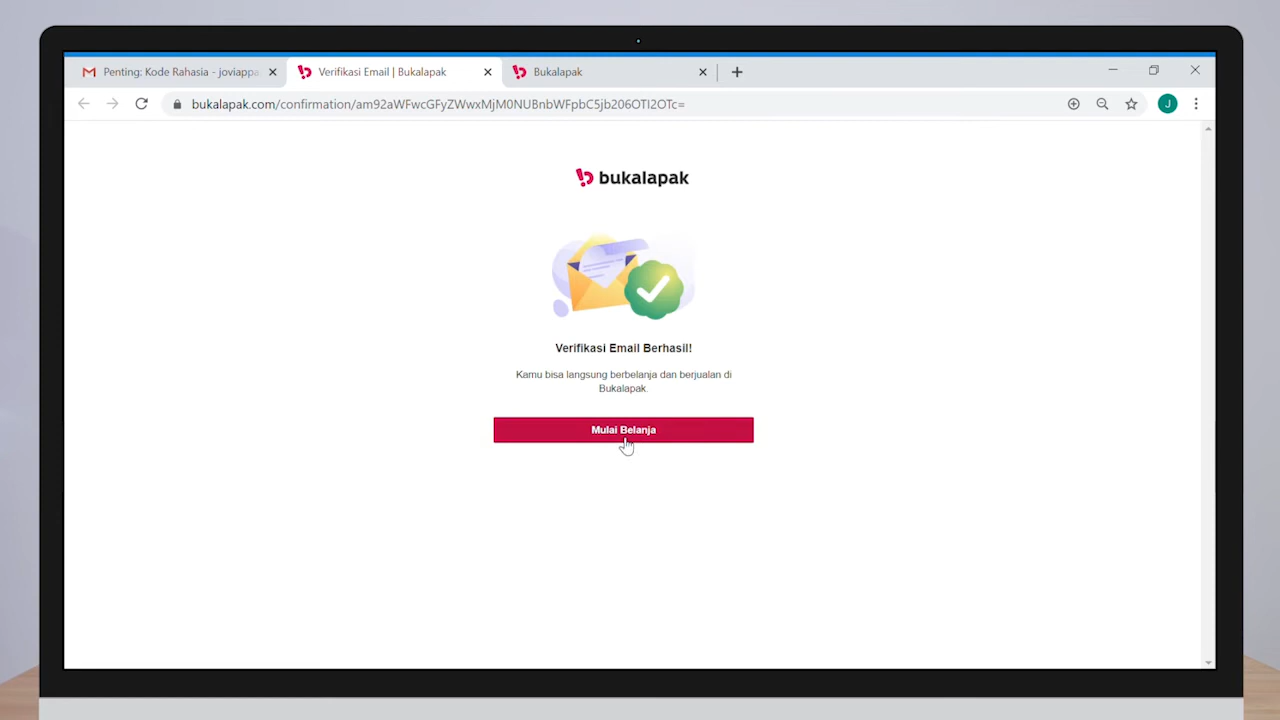 Penting: Kode Rahasia - joviappa
Verifikasi Email | Bukalapak
Bukalapak
bukalapak.com/confirmation/am92aWFwcGFyZWwxMjM0NUBnbWFpbC5jb206OTI2OTc=
J
bukalapak
Verifikasi Email Berhasil!
Kamu bisa langsung berbelanja dan berjualan di
Bukalapak.
Mulai Belanja